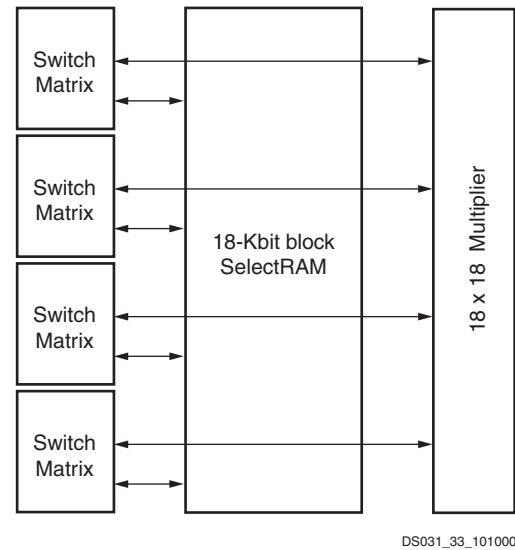 Switch
Matrix
Switch
Matrix
Switch
Matrix
Switch
Matrix
18-Kbit block
SelectRAM
18 x 18 Multiplier
DS031_33_101000